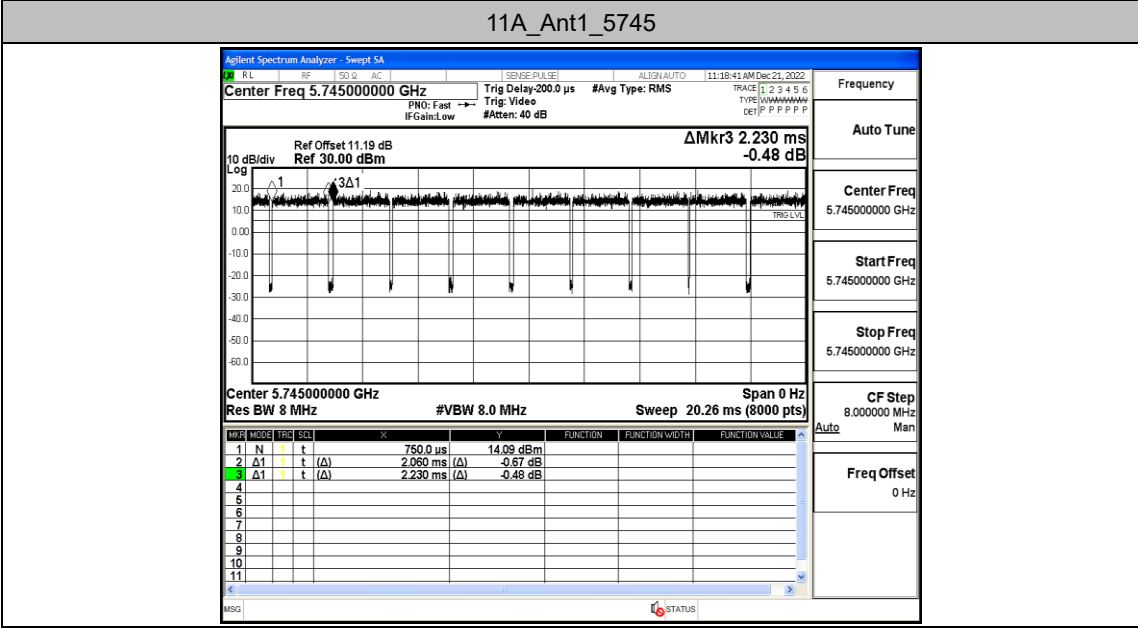 11A_Ant1_5745
Agilent Spectrum Analyzer - Swept SA
LXI RL RF 50 Ω AC SENSE:PULSE ALIGN AUTO 11:18:41 AM Dec 21, 2022
Center Freq 5.745000000 GHz
PNO: Fast
IFGain:Low
Trig Delay-200.0 µs
Trig: Video
#Atten: 40 dB
#Avg Type: RMS
TRACE 1 2 3 4 5 6
TYPE WWWWWW
DET P P P P P P
ΔMkr3 2.230 ms
-0.48 dB
Ref Offset 11.19 dB
10 dB/div Ref 30.00 dBm
Log
1
3Δ1
TRIG LVL
20.0
10.0
0.00
-10.0
-20.0
-30.0
-40.0
-50.0
-60.0
Center 5.745000000 GHz Span 0 Hz
Res BW 8 MHz #VBW 8.0 MHz Sweep 20.26 ms (8000 pts)
MKR MODE TRC SCL X Y FUNCTION FUNCTION WIDTH FUNCTION VALUE
1 N 1 t 750.0 µs 14.09 dBm
2 Δ1 1 t (Δ) 2.060 ms (Δ) -0.67 dB
3 Δ1 1 t (Δ) 2.230 ms (Δ) -0.48 dB
4
5
6
7
8
9
10
11
MSG STATUS
Frequency
Auto Tune
Center Freq
5.745000000 GHz
Start Freq
5.745000000 GHz
Stop Freq
5.745000000 GHz
CF Step
8.000000 MHz
Auto Man
Freq Offset
0 Hz